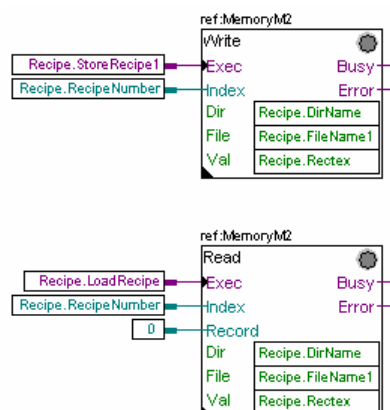 ref:MemoryM2
Write
Recipe.StoreRecipe1 Exec Busy
Recipe.RecipeNumber Index Error
Dir Recipe.DirName
File Recipe.FileName1
Val Recipe.Rectex
ref:MemoryM2
Read
Recipe.LoadRecipe Exec Busy
Recipe.RecipeNumber Index Error
0 Record
Dir Recipe.DirName
File Recipe.FileName1
Val Recipe.Rectex